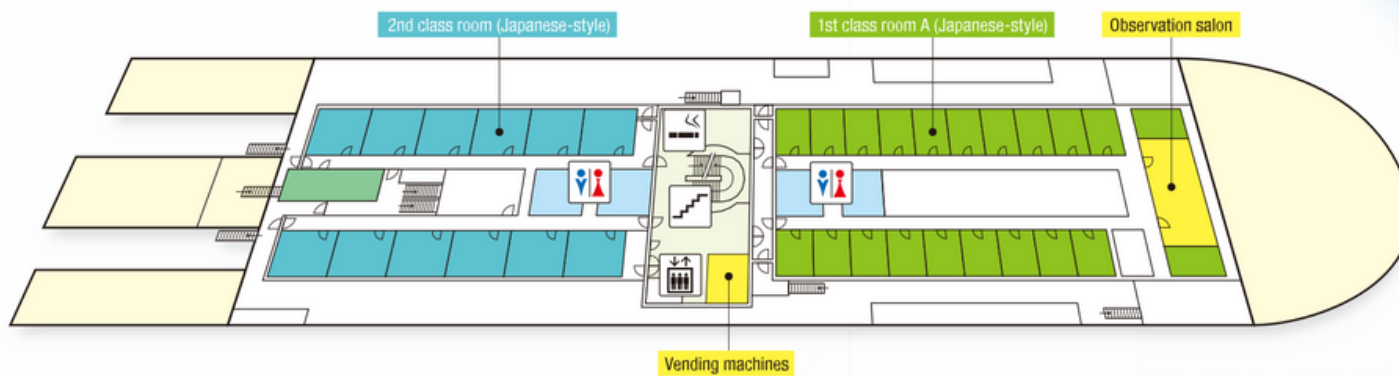 2nd class room (Japanese-style)
1st class room A (Japanese-style)
Observation salon
Vending machines